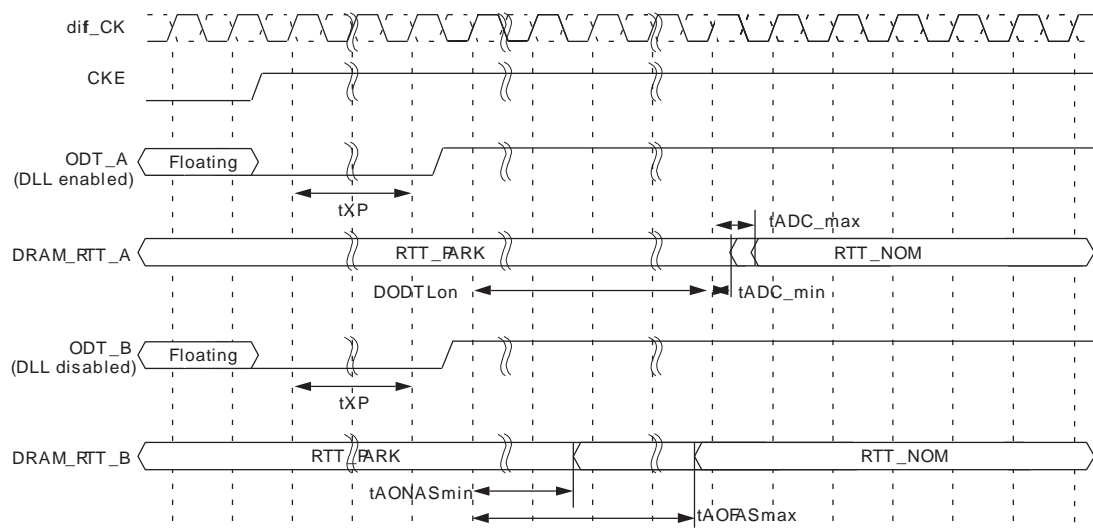 dif_CK
CKE
ODT_A
(DLL enabled)
Floating
tXP
tADC_max
DRAM_RTT_A
RTT_PARK
RTT_NOM
DODTLon
tADC_min
ODT_B
(DLL disabled)
Floating
tXP
DRAM_RTT_B
RTT_PARK
RTT_NOM
tAONASmin
tAOFASmax